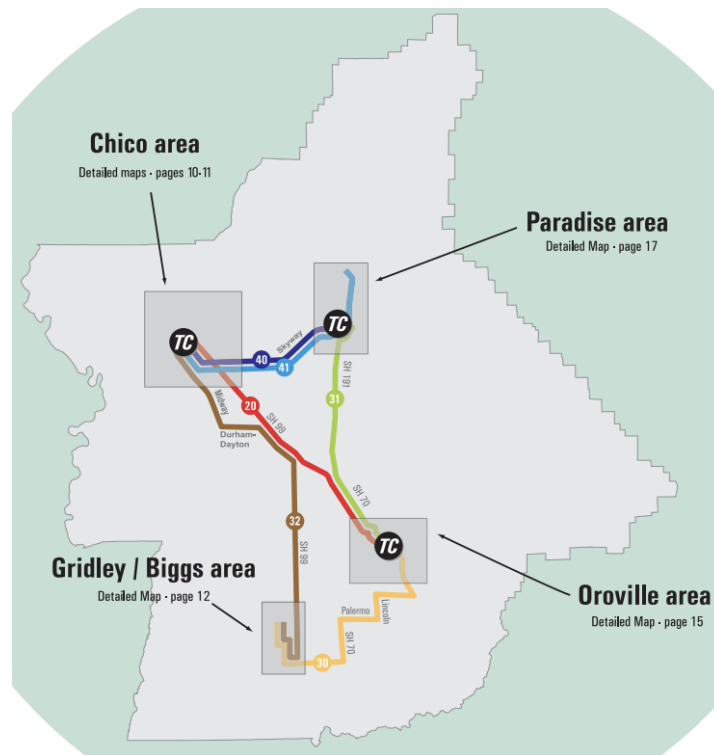 Chico area
Detailed maps · pages 10-11
Paradise area
Detailed Map · page 17
TC
TC
40
Skyway
41
SH 191
31
Midway
20
SH 99
Durham-
Dayton
SH 70
32
TC
SH 99
Gridley / Biggs area
Detailed Map · page 12
Oroville area
Detailed Map · page 15
Palermo
Lincoln
SH 70
30